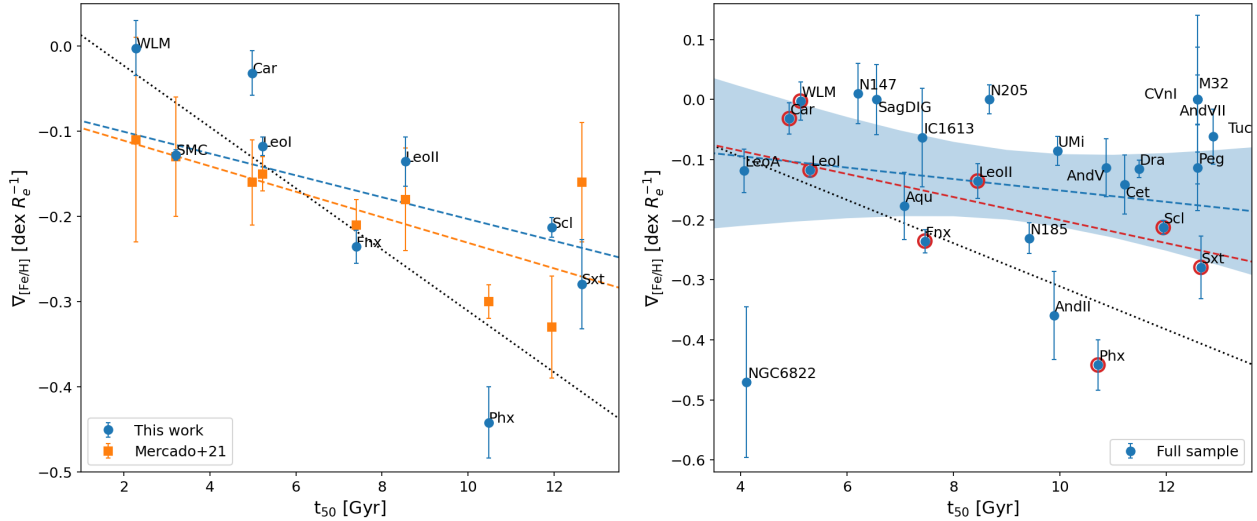 0.0
−0.1
−0.2
−0.3
−0.4
−0.5
∇[Fe/H] [dex Rₑ⁻¹]
WLM
Car
SMC
LeoI
LeoII
Fnx
Scl
Sxt
Phx
This work
Mercado+21
2 4 6 8 10 12
t₅₀ [Gyr]
0.1
0.0
−0.1
−0.2
−0.3
−0.4
−0.5
−0.6
∇[Fe/H] [dex Rₑ⁻¹]
WLM
Car
N147
SagDIG
N205
CVnI
M32
AndVII
Tuc
IC1613
UMi
LeoA
LeoI
LeoII
AndV
Dra
Peg
Cet
Aqu
Fnx
N185
Scl
Sxt
AndII
Phx
NGC6822
Full sample
4 6 8 10 12
t₅₀ [Gyr]